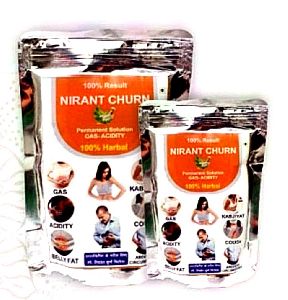 100% Result
NIRANT CHURN
Permanent Solution
GAS-ACIDITY
100% Herbal
GAS
KABJIYAT
ACIDITY
COUGH
BELLY FAT
100% Result
NIRANT CHURN
Permanent Solution
GAS-ACIDITY
100% Herbal
GAS
KABJIYAT
ACIDITY
COUGH
BELLYFAT